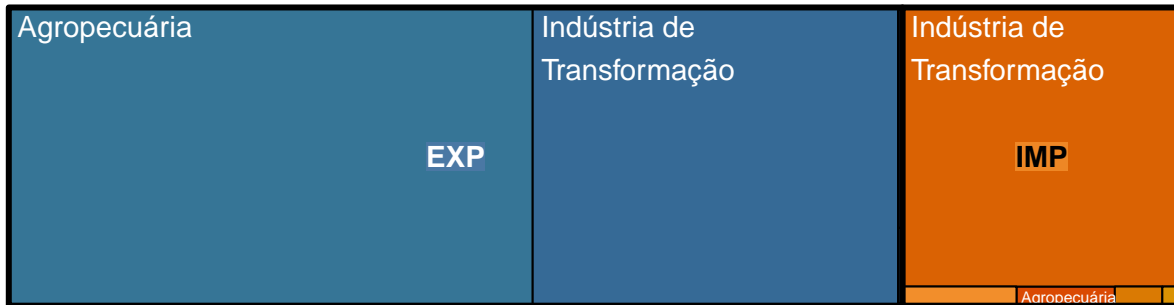 Agropecuária
Indústria de
Transformação
EXP
Indústria de
Transformação
IMP
Agropecuária